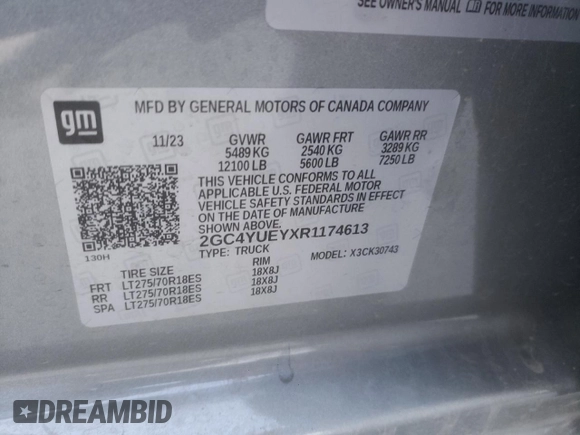 SEE OWNER'S MANUAL FOR MORE INFORMATION
gm
MFD BY GENERAL MOTORS OF CANADA COMPANY
11/23 GVWR GAWR FRT GAWR RR
5489 KG 2540 KG 3289 KG
12100 LB 5600 LB 7250 LB
THIS VEHICLE CONFORMS TO ALL
APPLICABLE U.S. FEDERAL MOTOR
VEHICLE SAFETY STANDARDS IN EFFECT
ON THE DATE OF MANUFACTURE
SHOWN ABOVE.
2GC4YUEYXR1174613
TYPE: TRUCK MODEL: X3CK30743
130H
TIRE SIZE RIM
FRT LT275/70R18ES 18X8J
RR LT275/70R18ES 18X8J
SPA LT275/70R18ES 18X8J
DREAMBID